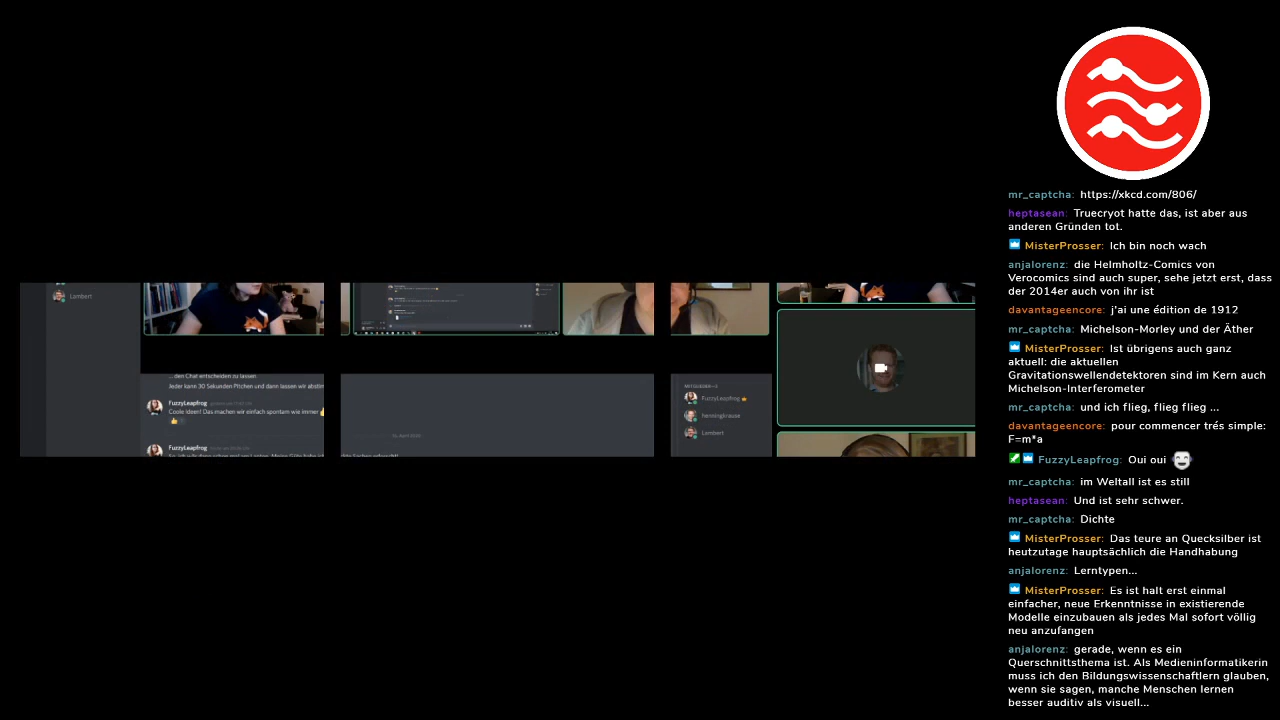 Lambert
... den Chat entscheiden zu lassen
Jeder kann 30 Sekunden Pitchen und dann lassen wir abstim
FuzzyLeapfrog
Coole Ideen! Das machen wir einfach spontan wie immer
FuzzyLeapfrog
MITGLIEDER—3
FuzzyLeapfrog
henningkrause
Lambert
mr_captcha: https://xkcd.com/806/
heptasean: Truecryot hatte das, ist aber aus
anderen Gründen tot.
MisterProsser: Ich bin noch wach
anjalorenz: die Helmholtz-Comics von
Verocomics sind auch super, sehe jetzt erst, dass
der 2014er auch von ihr ist
davantageencore: j'ai une édition de 1912
mr_captcha: Michelson-Morley und der Äther
MisterProsser: Ist übrigens auch ganz
aktuell: die aktuellen
Gravitationswellendetektoren sind im Kern auch
Michelson-Interferometer
mr_captcha: und ich flieg, flieg flieg ...
davantageencore: pour commencer trés simple:
F=m*a
FuzzyLeapfrog: Oui oui
mr_captcha: im Weltall ist es still
heptasean: Und ist sehr schwer.
mr_captcha: Dichte
MisterProsser: Das teure an Quecksilber ist
heutzutage hauptsächlich die Handhabung
anjalorenz: Lerntypen...
MisterProsser: Es ist halt erst einmal
einfacher, neue Erkenntnisse in existierende
Modelle einzubauen als jedes Mal sofort völlig
neu anzufangen
anjalorenz: gerade, wenn es ein
Querschnittsthema ist. Als Medieninformatikerin
muss ich den Bildungswissenschaftlern glauben,
wenn sie sagen, manche Menschen lernen
besser auditiv als visuell...